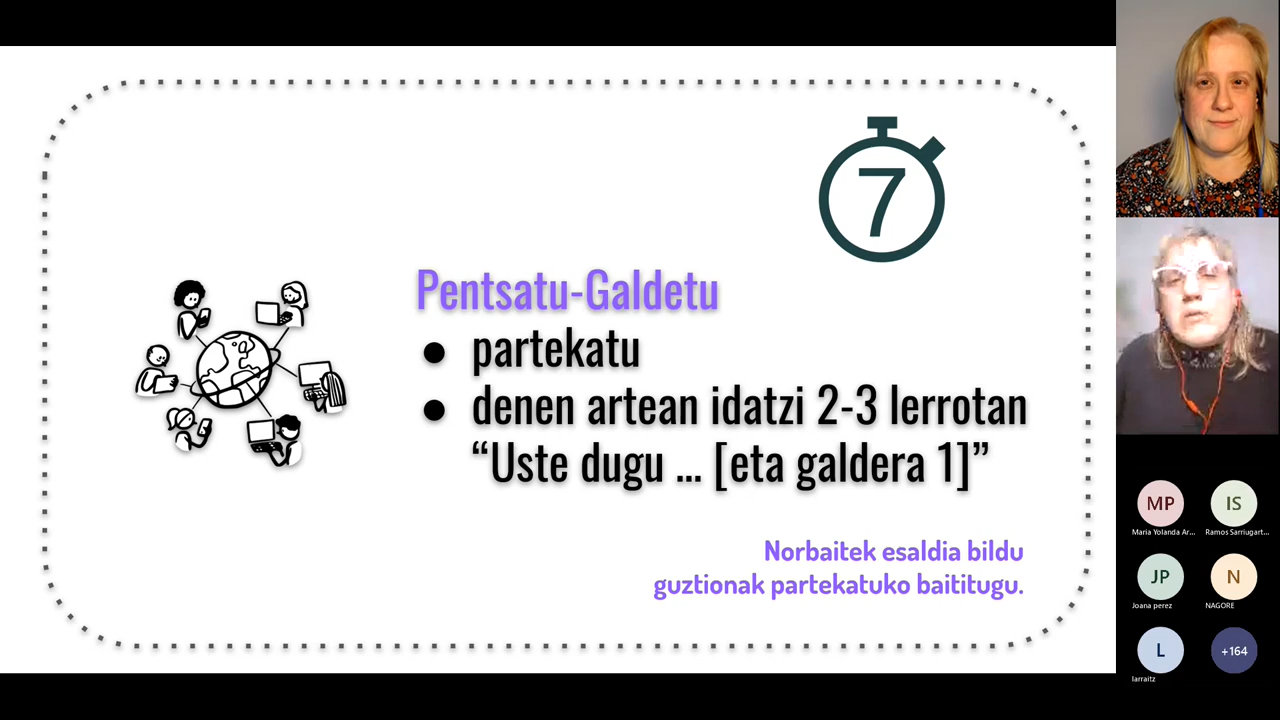 7
Pentsatu-Galdetu
● partekatu
● denen artean idatzi 2-3 lerrotan
“Uste dugu ... [eta galdera 1]”
Norbaitek esaldia bildu
guztionak partekatuko baititugu.
MP
IS
Maria Yolanda Ar...
Ramos Sarriugart...
JP
N
Joana perez
NAGORE
L
+164
larraitz